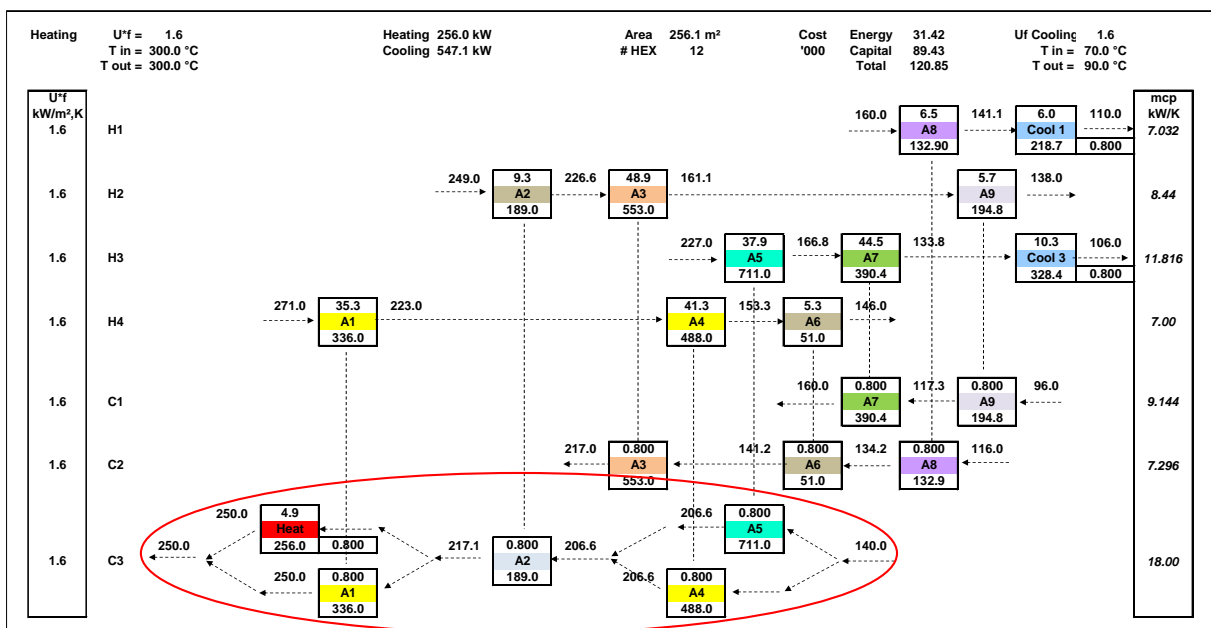 Heating U*f = 1.6 Heating 256.0 kW Area 256.1 m² Cost Energy 31.42 Uf Cooling 1.6
T in = 300.0 °C Cooling 547.1 kW # HEX 12 '000 Capital 89.43 T in = 70.0 °C
T out = 300.0 °C Total 120.85 T out = 90.0 °C
U*f mcp
kW/m²,K kW/K
160.0 6.5 141.1 6.0 110.0
1.6 H1 A8 Cool 1 7.032
132.90 218.7 0.800
249.0 9.3 226.6 48.9 161.1 5.7 138.0
1.6 H2 A2 A3 A9 8.44
189.0 553.0 194.8
227.0 37.9 166.8 44.5 133.8 10.3 106.0
1.6 H3 A5 A7 Cool 3 11.816
711.0 390.4 328.4 0.800
271.0 35.3 223.0 41.3 153.3 5.3 146.0
1.6 H4 A1 A4 A6 7.00
336.0 488.0 51.0
160.0 0.800 117.3 0.800 96.0
1.6 C1 A7 A9 9.144
390.4 194.8
217.0 0.800 141.2 0.800 134.2 0.800 116.0
1.6 C2 A3 A6 A8 7.296
553.0 51.0 132.9
250.0 4.9 206.6 0.800
Heat A5
256.0 0.800 711.0
250.0 217.1 0.800 206.6 140.0
1.6 C3 A2 18.00
189.0
250.0 0.800 206.6 0.800
A1 A4
336.0 488.0